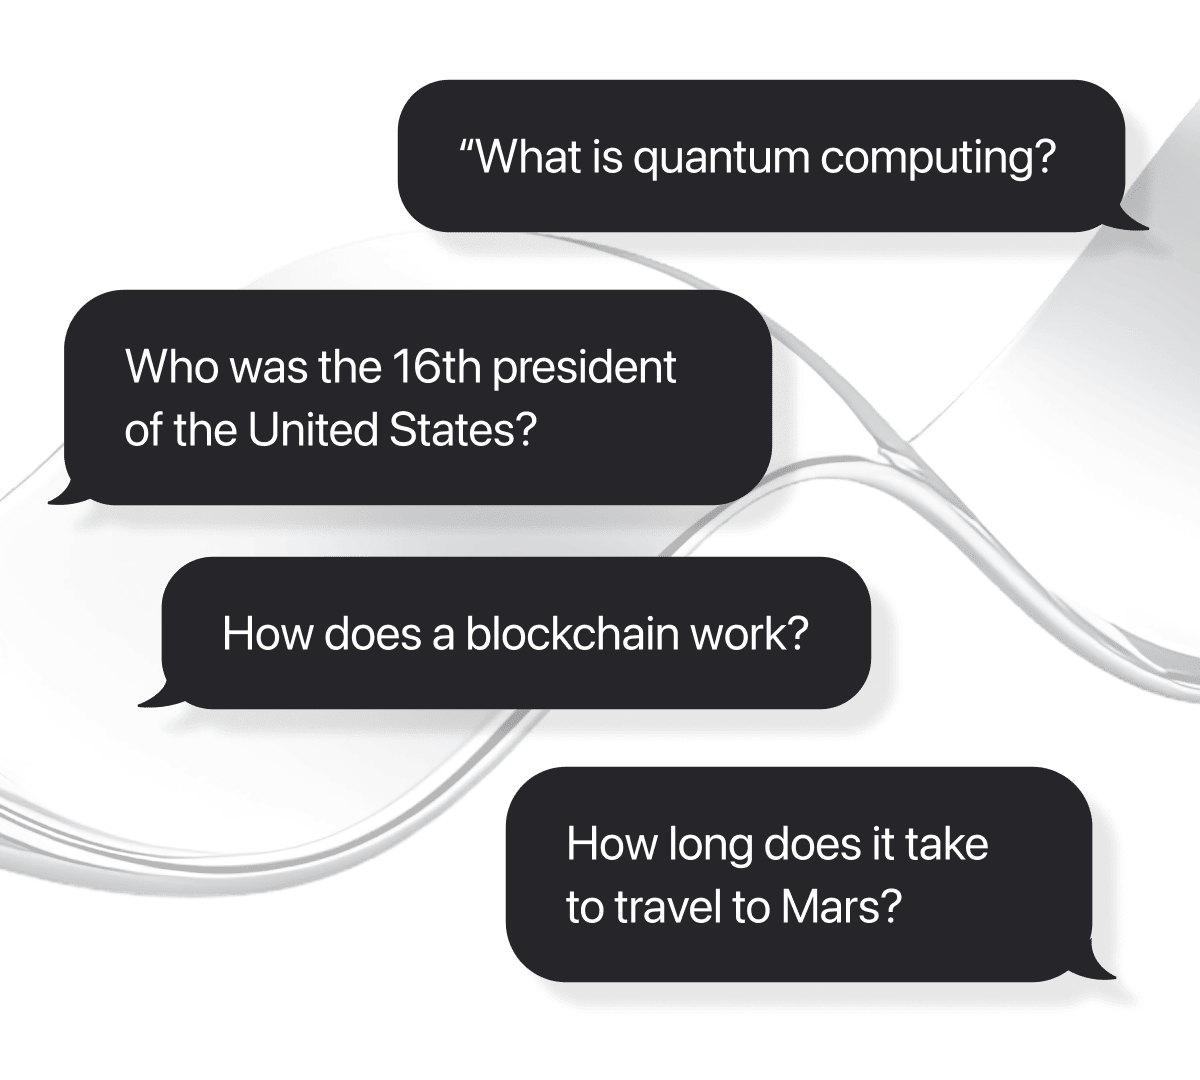 “What is quantum computing?
Who was the 16th president
of the United States?
How does a blockchain work?
How long does it take
to travel to Mars?